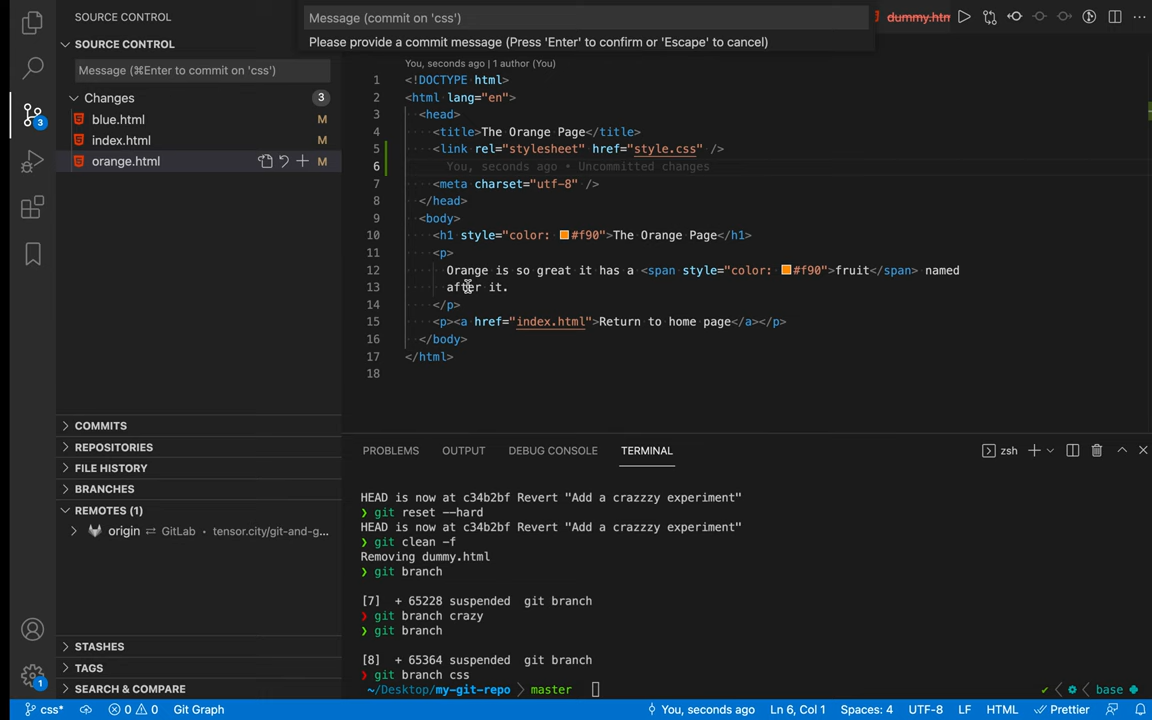 SOURCE CONTROL
Message (commit on 'css')
dummy.htm
Please provide a commit message (Press 'Enter' to confirm or 'Escape' to cancel)
SOURCE CONTROL
Message (⌘Enter to commit on 'css')
Changes 3
blue.html M
index.html M
orange.html M
3
You, seconds ago | 1 author (You)
1 <!DOCTYPE html>
2 <html lang="en">
3 <head>
4 <title>The Orange Page</title>
5 <link rel="stylesheet" href="style.css" />
6 You, seconds ago • Uncommitted changes
7 <meta charset="utf-8" />
8 </head>
9 <body>
10 <h1 style="color: #f90">The Orange Page</h1>
11 <p>
12 Orange is so great it has a <span style="color: #f90">fruit</span> named
13 after it.
14 </p>
15 <p><a href="index.html">Return to home page</a></p>
16 </body>
17 </html>
18
COMMITS
REPOSITORIES
FILE HISTORY
BRANCHES
REMOTES (1)
origin ⇌ GitLab • tensor.city/git-and-g...
STASHES
TAGS
SEARCH & COMPARE
1
PROBLEMS OUTPUT DEBUG CONSOLE TERMINAL
zsh
HEAD is now at c34b2bf Revert "Add a crazzzy experiment"
❯ git reset --hard
HEAD is now at c34b2bf Revert "Add a crazzzy experiment"
❯ git clean -f
Removing dummy.html
❯ git branch
[7] + 65228 suspended git branch
❯ git branch crazy
❯ git branch
[8] + 65364 suspended git branch
❯ git branch css
~/Desktop/my-git-repo master
base
css* 0 0 Git Graph
You, seconds ago Ln 6, Col 1 Spaces: 4 UTF-8 LF HTML Prettier